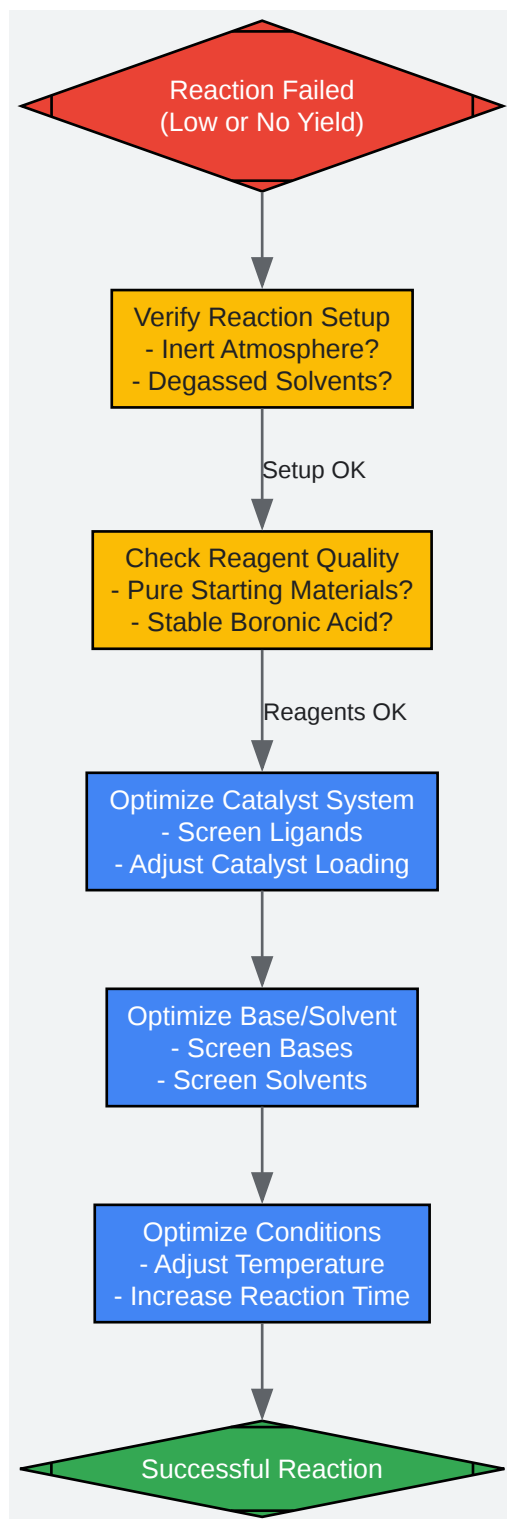 Reaction Failed
(Low or No Yield)
Verify Reaction Setup
- Inert Atmosphere?
- Degassed Solvents?
Setup OK
Check Reagent Quality
- Pure Starting Materials?
- Stable Boronic Acid?
Reagents OK
Optimize Catalyst System
- Screen Ligands
- Adjust Catalyst Loading
Optimize Base/Solvent
- Screen Bases
- Screen Solvents
Optimize Conditions
- Adjust Temperature
- Increase Reaction Time
Successful Reaction